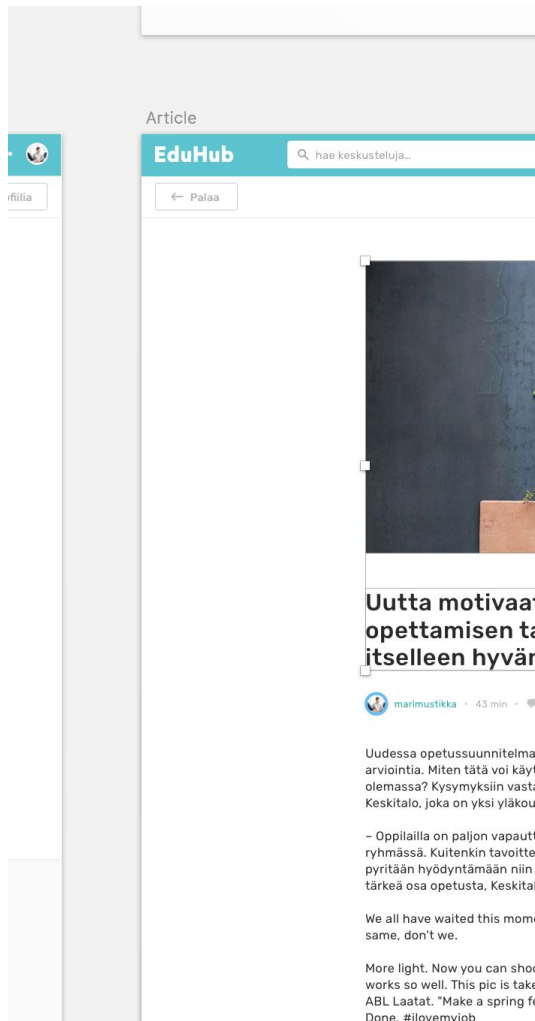 Article
EduHub
hae keskusteluja...
ofiilia
Palaa
Uutta motivaat
opettamisen ta
itselleen hyvän
marimustikka • 43 min •
Uudessa opetussuunnitelma
arviointia. Miten tätä voi käyt
olemassa? Kysymyksiin vasta
Keskitalo, joka on yksi yläkou
– Oppilailla on paljon vapautt
ryhmässä. Kuitenkin tavoitte
pyritään hyödyntämään niin
tärkeä osa opetusta, Keskital
We all have waited this mome
same, don't we.
More light. Now you can shoo
works so well. This pic is take
ABL Laatat. "Make a spring fe
Done. #ilovemyjob